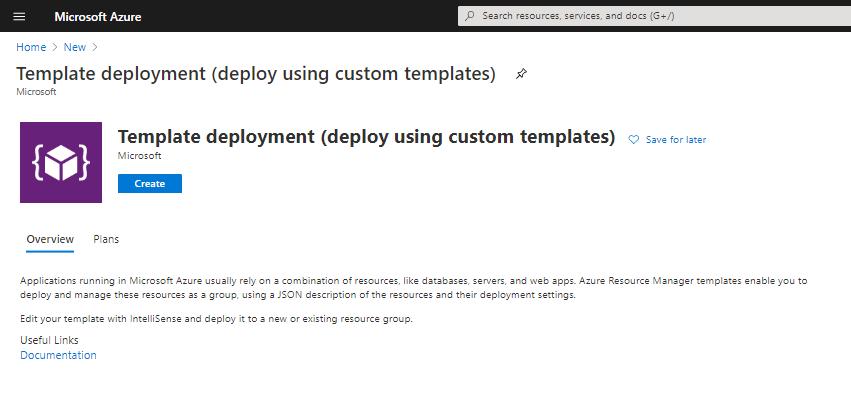 Microsoft Azure
Search resources, services, and docs (G+/)
Home > New >
Template deployment (deploy using custom templates)
Microsoft
Template deployment (deploy using custom templates)
Save for later
Microsoft
Create
Overview Plans
Applications running in Microsoft Azure usually rely on a combination of resources, like databases, servers, and web apps. Azure Resource Manager templates enable you to
deploy and manage these resources as a group, using a JSON description of the resources and their deployment settings.
Edit your template with IntelliSense and deploy it to a new or existing resource group.
Useful Links
Documentation